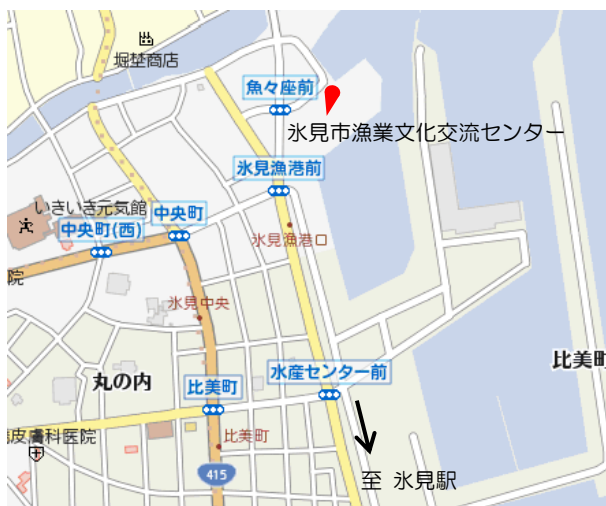 堀埜商店
魚々座前
氷見市漁業文化交流センター
氷見漁港前
いきいき元気館
中央町
中央町(西)
氷見漁港口
院
氷見中央
水産センター前
比美町
丸の内
比美町
皮膚科医院
比美町
415
至 氷見駅